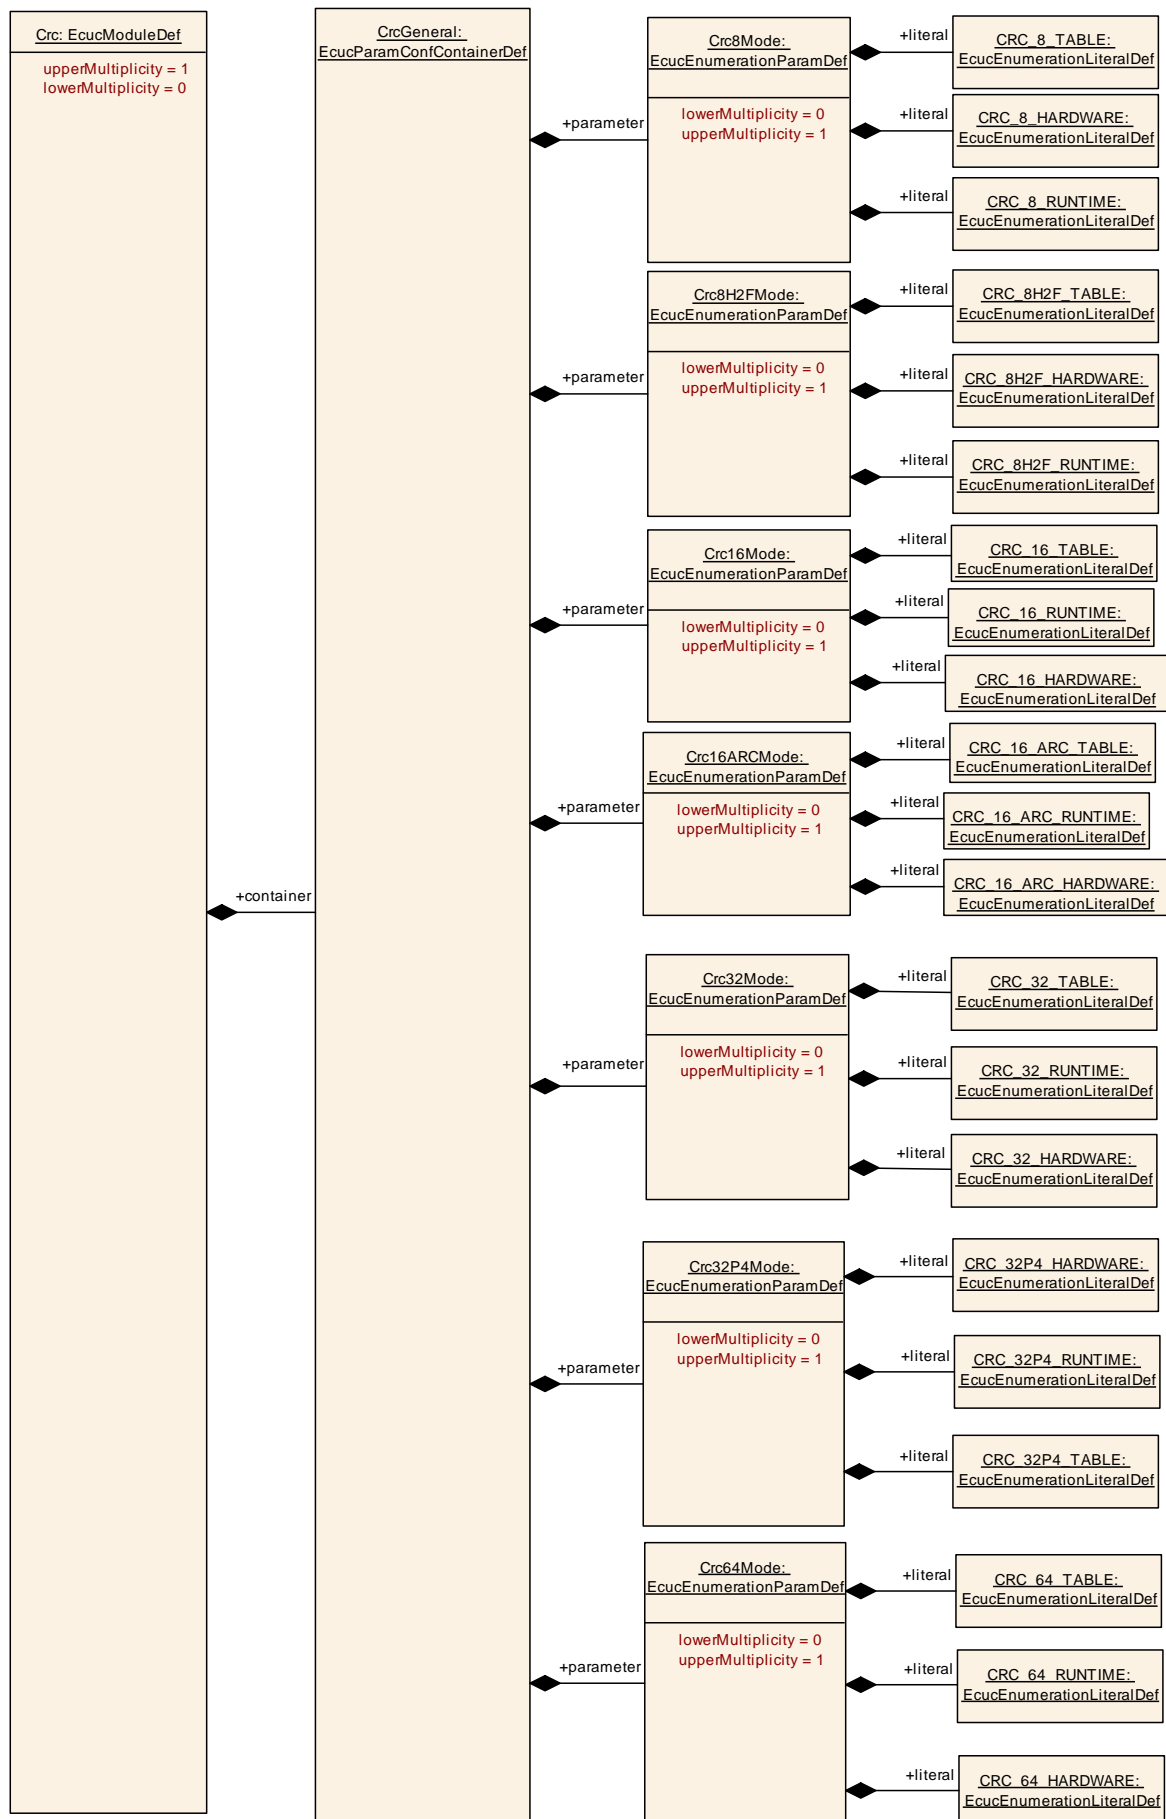 Crc: EcucModuleDef
upperMultiplicity = 1
lowerMultiplicity = 0
+container
CrcGeneral:
EcucParamConfContainerDef
+parameter
Crc8Mode:
EcucEnumerationParamDef
lowerMultiplicity = 0
upperMultiplicity = 1
+literal
CRC_8_TABLE:
EcucEnumerationLiteralDef
+literal
CRC_8_HARDWARE:
EcucEnumerationLiteralDef
+literal
CRC_8_RUNTIME:
EcucEnumerationLiteralDef
+parameter
Crc8H2FMode:
EcucEnumerationParamDef
lowerMultiplicity = 0
upperMultiplicity = 1
+literal
CRC_8H2F_TABLE:
EcucEnumerationLiteralDef
+literal
CRC_8H2F_HARDWARE:
EcucEnumerationLiteralDef
+literal
CRC_8H2F_RUNTIME:
EcucEnumerationLiteralDef
+parameter
Crc16Mode:
EcucEnumerationParamDef
lowerMultiplicity = 0
upperMultiplicity = 1
+literal
CRC_16_TABLE:
EcucEnumerationLiteralDef
+literal
CRC_16_RUNTIME:
EcucEnumerationLiteralDef
+literal
CRC_16_HARDWARE:
EcucEnumerationLiteralDef
+parameter
Crc16ARCMode:
EcucEnumerationParamDef
lowerMultiplicity = 0
upperMultiplicity = 1
+literal
CRC_16_ARC_TABLE:
EcucEnumerationLiteralDef
+literal
CRC_16_ARC_RUNTIME:
EcucEnumerationLiteralDef
+literal
CRC_16_ARC_HARDWARE:
EcucEnumerationLiteralDef
+parameter
Crc32Mode:
EcucEnumerationParamDef
lowerMultiplicity = 0
upperMultiplicity = 1
+literal
CRC_32_TABLE:
EcucEnumerationLiteralDef
+literal
CRC_32_RUNTIME:
EcucEnumerationLiteralDef
+literal
CRC_32_HARDWARE:
EcucEnumerationLiteralDef
+parameter
Crc32P4Mode:
EcucEnumerationParamDef
lowerMultiplicity = 0
upperMultiplicity = 1
+literal
CRC_32P4_HARDWARE:
EcucEnumerationLiteralDef
+literal
CRC_32P4_RUNTIME:
EcucEnumerationLiteralDef
+literal
CRC_32P4_TABLE:
EcucEnumerationLiteralDef
+parameter
Crc64Mode:
EcucEnumerationParamDef
lowerMultiplicity = 0
upperMultiplicity = 1
+literal
CRC_64_TABLE:
EcucEnumerationLiteralDef
+literal
CRC_64_RUNTIME:
EcucEnumerationLiteralDef
+literal
CRC_64_HARDWARE:
EcucEnumerationLiteralDef